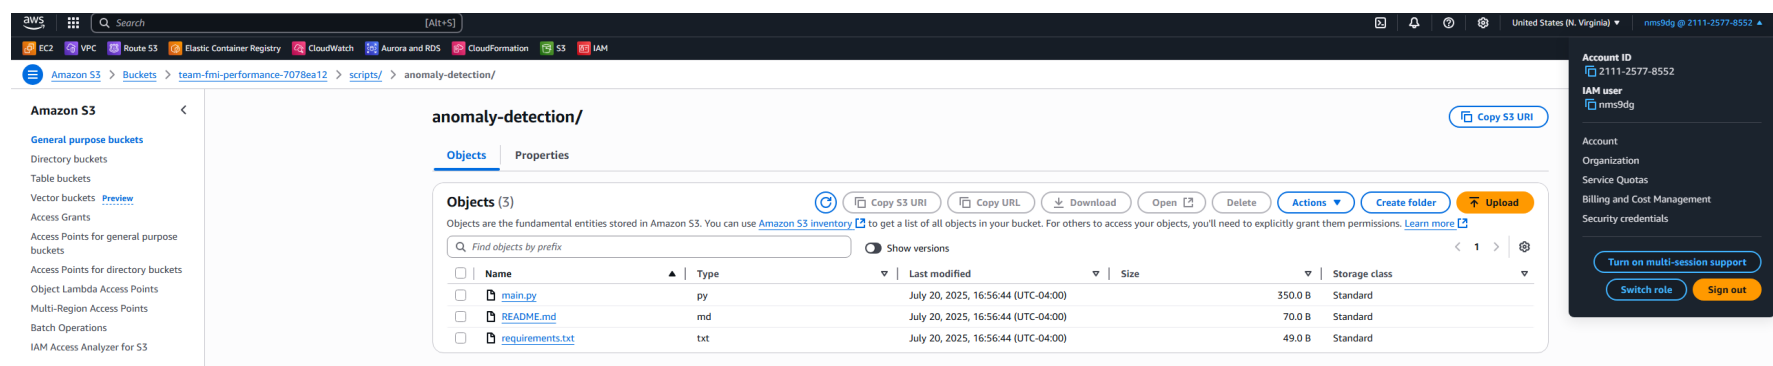 aws Search [Alt+S] United States (N. Virginia) ▼ nms9dg @ 2111-2577-8552 ▲
EC2 VPC Route 53 Elastic Container Registry CloudWatch Aurora and RDS CloudFormation S3 IAM
Amazon S3 > Buckets > team-fmi-performance-7078ea12 > scripts/ > anomaly-detection/
Account ID
2111-2577-8552
IAM user
nms9dg
Account
Organization
Service Quotas
Billing and Cost Management
Security credentials
Turn on multi-session support
Switch role Sign out
Amazon S3
General purpose buckets
Directory buckets
Table buckets
Vector buckets Preview
Access Grants
Access Points for general purpose
buckets
Access Points for directory buckets
Object Lambda Access Points
Multi-Region Access Points
Batch Operations
IAM Access Analyzer for S3
anomaly-detection/
Copy S3 URI
Objects Properties
Objects (3)
Copy S3 URI Copy URL Download Open Delete Actions ▼ Create folder Upload
Objects are the fundamental entities stored in Amazon S3. You can use Amazon S3 inventory to get a list of all objects in your bucket. For others to access your objects, you'll need to explicitly grant them permissions. Learn more
Find objects by prefix Show versions < 1 >
Name Type Last modified Size Storage class
main.py py July 20, 2025, 16:56:44 (UTC-04:00) 350.0 B Standard
README.md md July 20, 2025, 16:56:44 (UTC-04:00) 70.0 B Standard
requirements.txt txt July 20, 2025, 16:56:44 (UTC-04:00) 49.0 B Standard